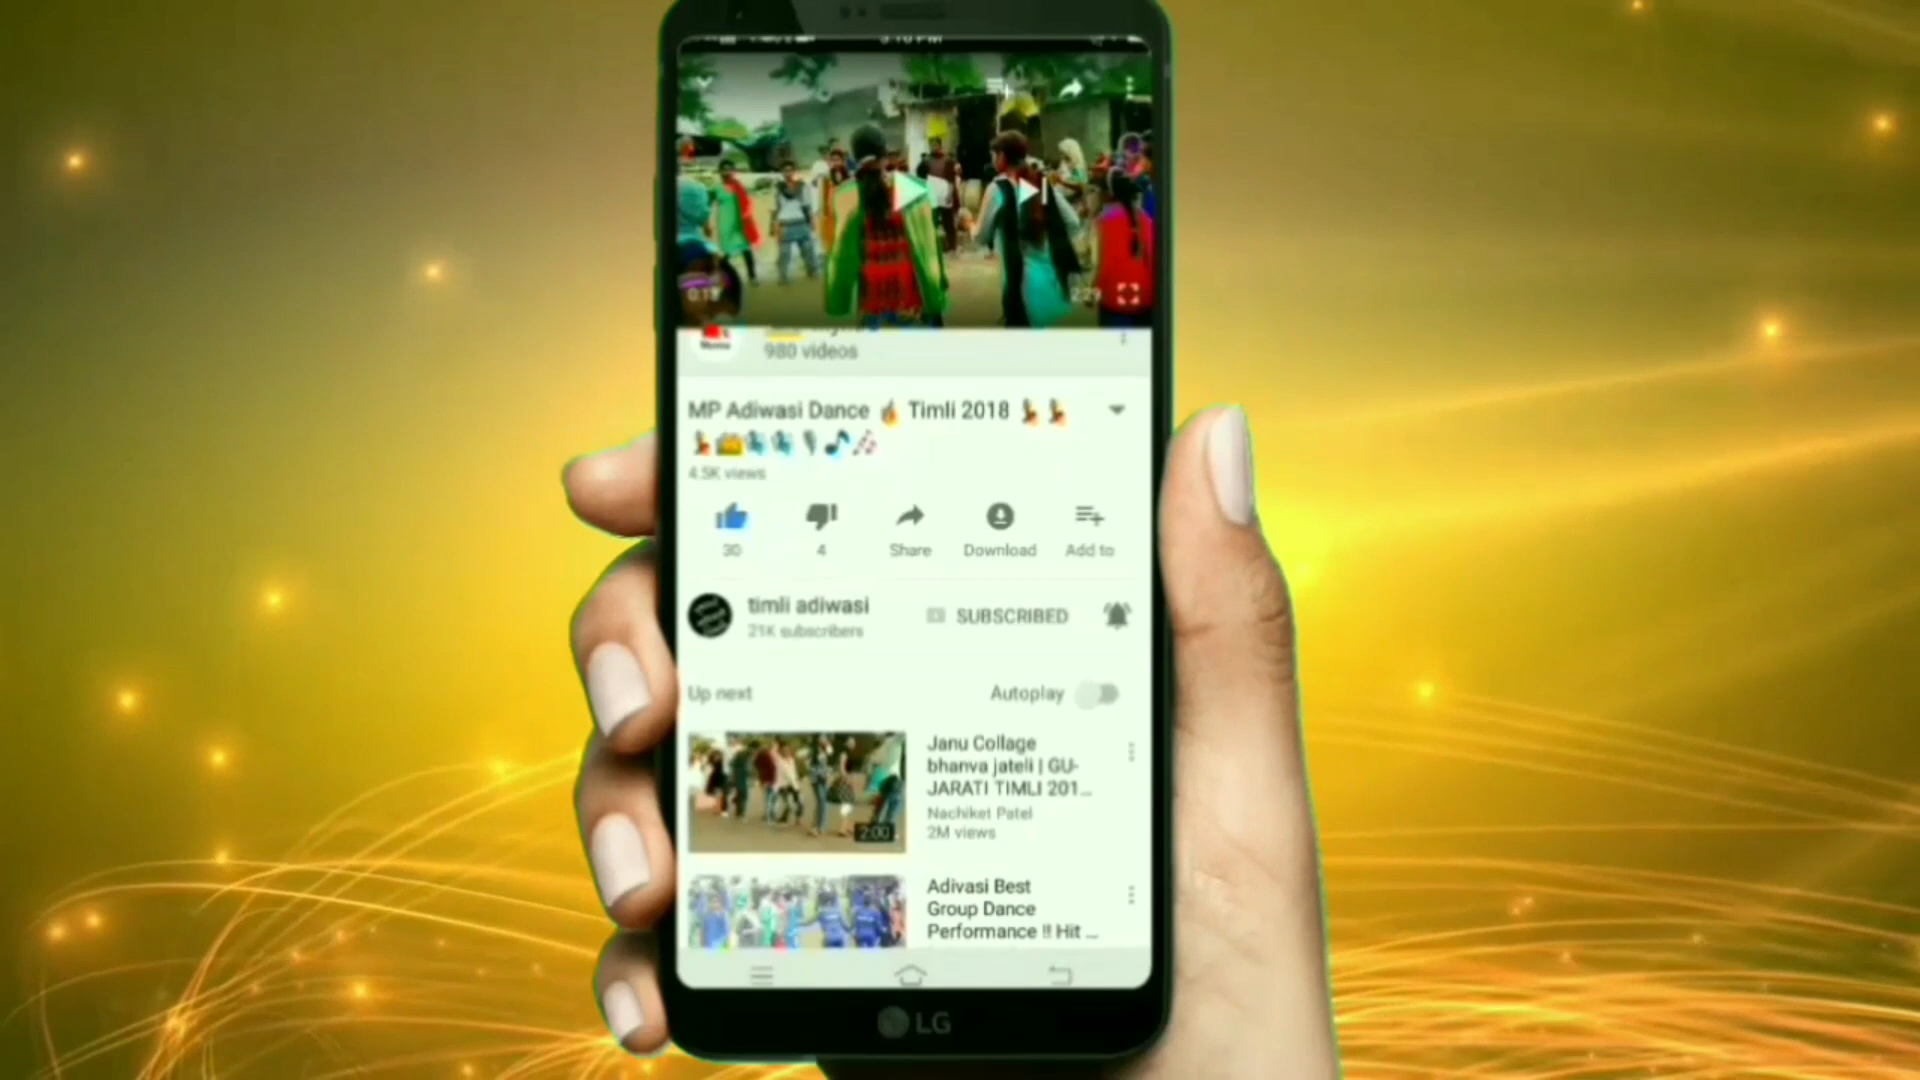 980 videos
MP Adiwasi Dance ☝ Timli 2018 💃💃
4.5K views
30
4
Share
Download
Add to
timli adiwasi
21K subscribers
SUBSCRIBED
Up next
Autoplay
2:00
Janu Collage
bhanva jateli | GU-
JARATI TIMLI 201...
Nachiket Patel
2M views
Adivasi Best
Group Dance
Performance !! Hit ...
LG